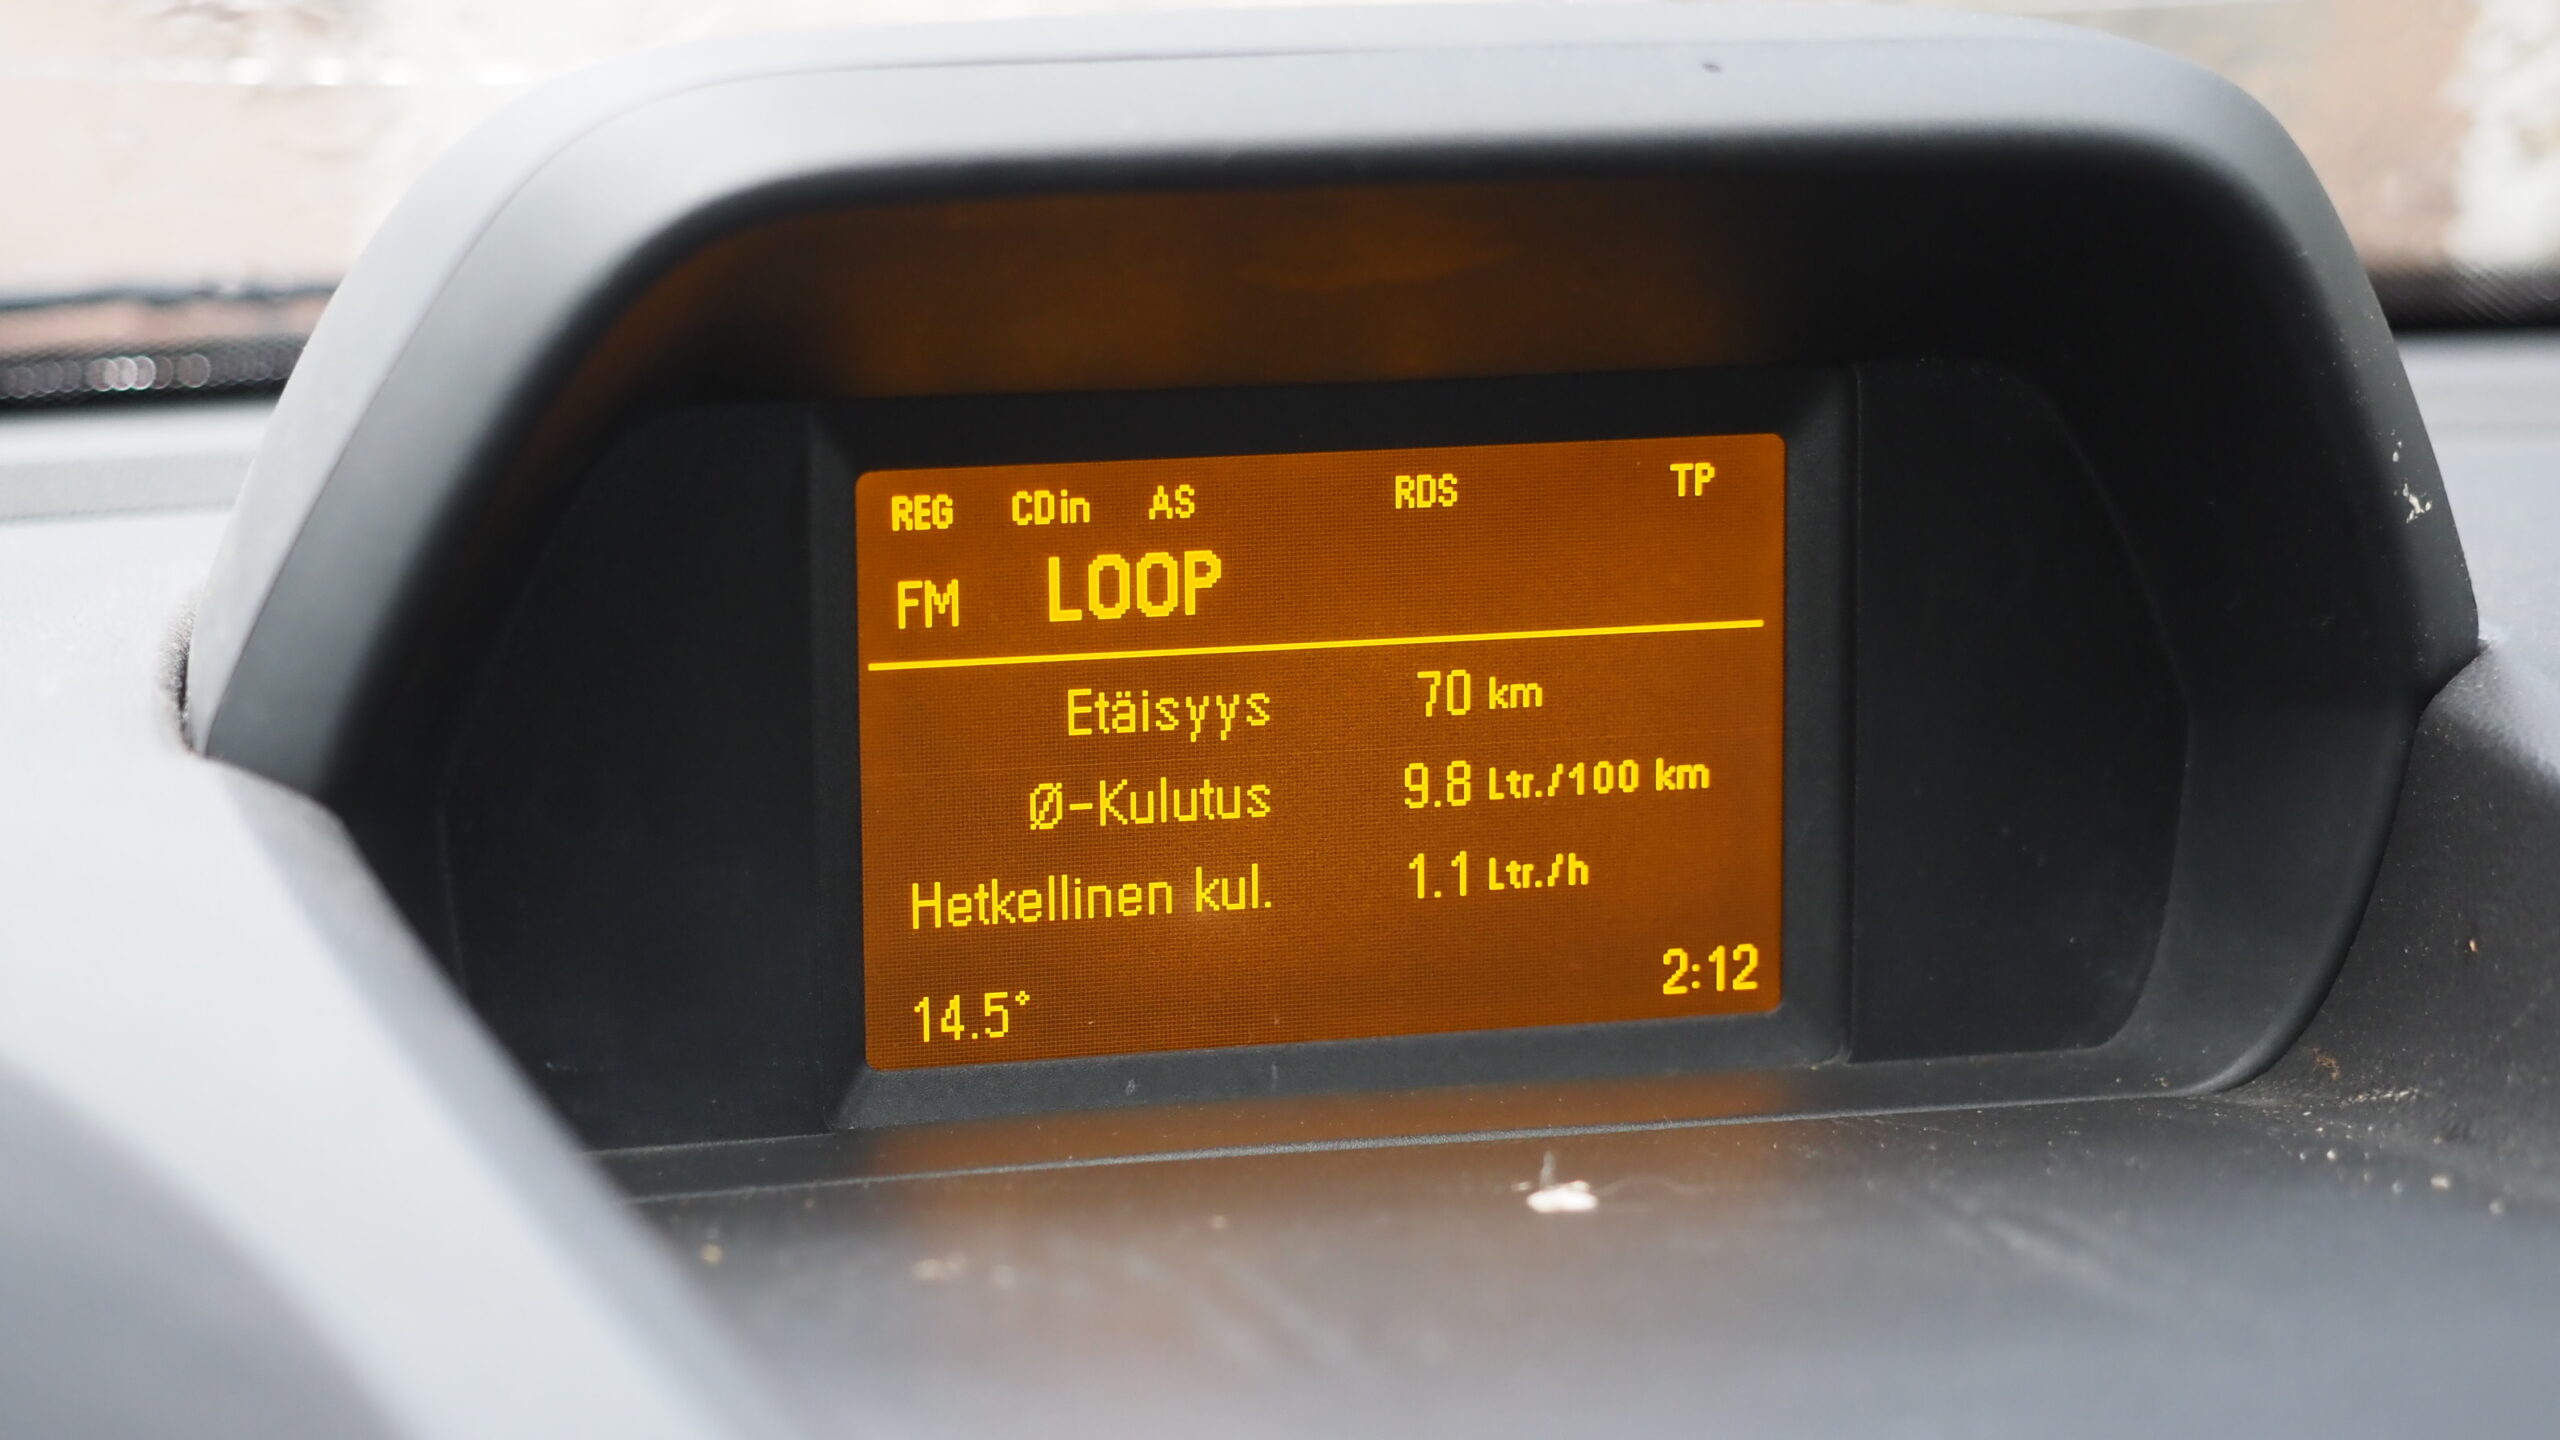 REG CDin AS RDS TP
FM LOOP
Etäisyys 70 km
Ø-Kulutus 9.8 Ltr./100 km
Hetkellinen kul. 1.1 Ltr./h
14.5° 2:12